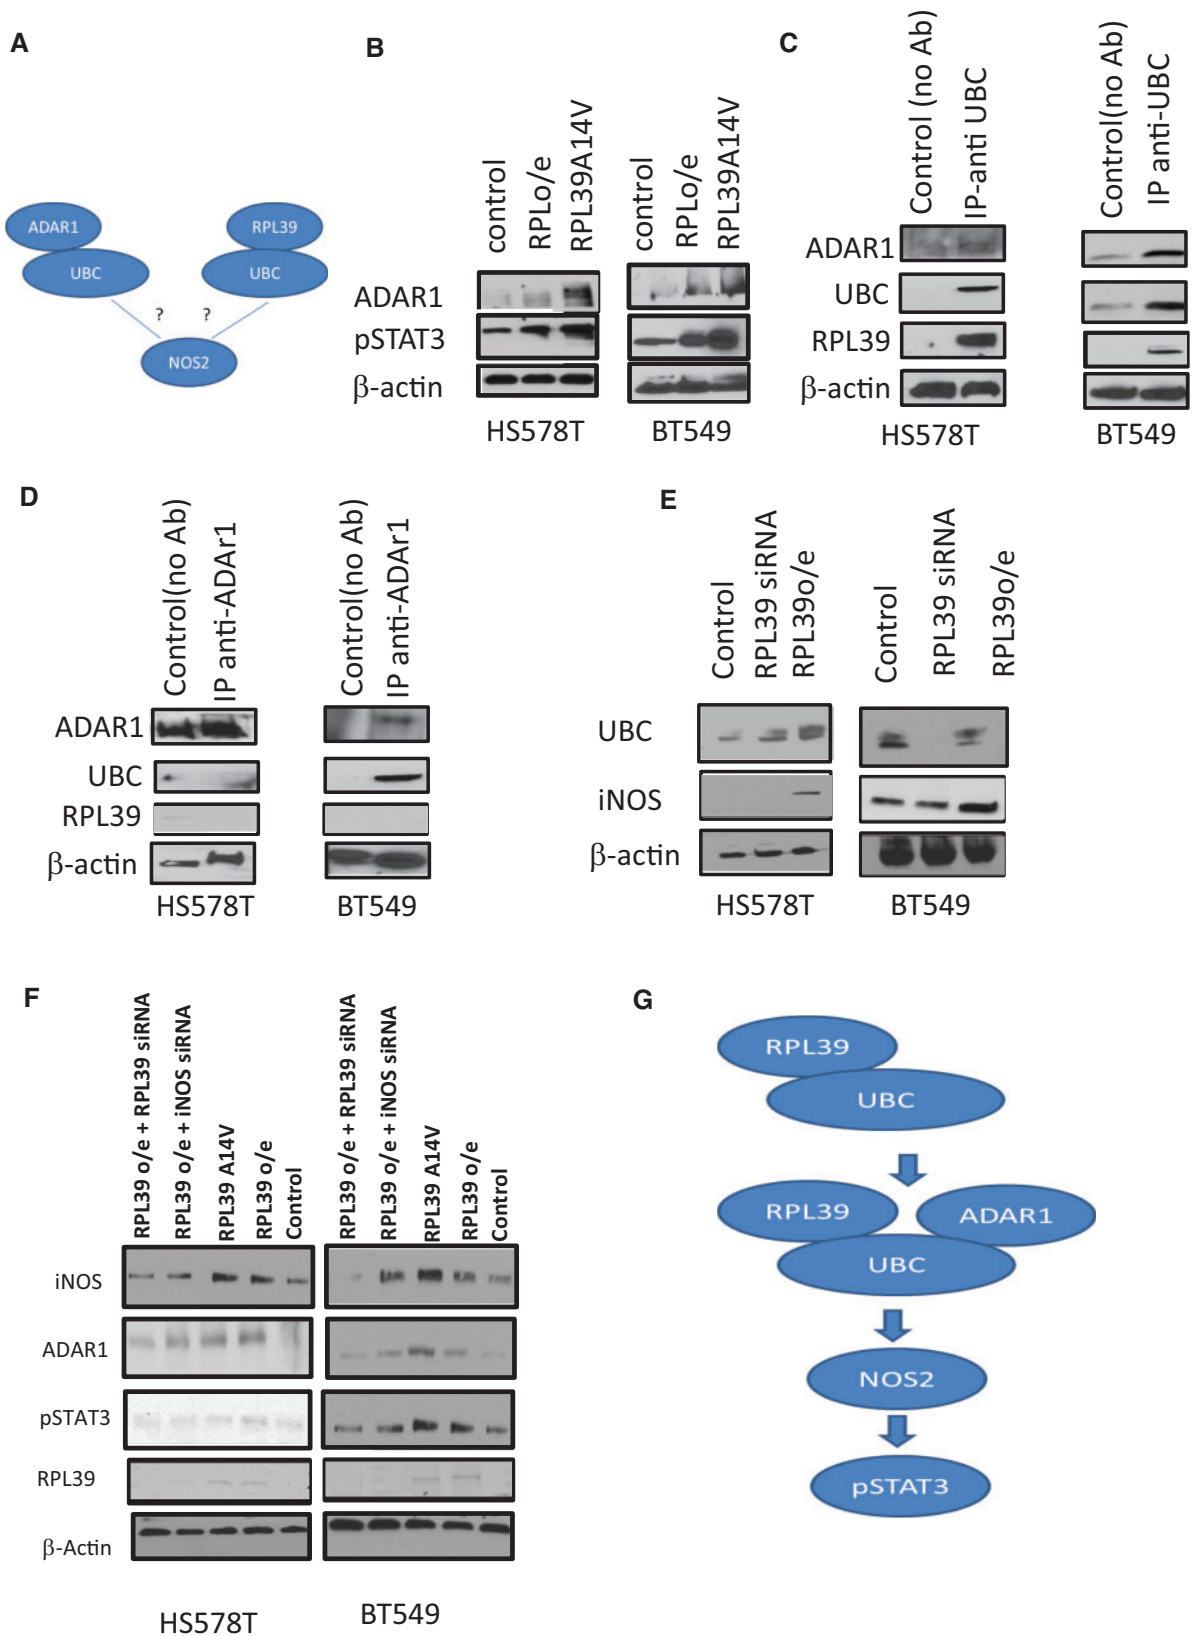 A
ADAR1
UBC
RPL39
UBC
?
?
NOS2
B
control
RPLo/e
RPL39A14V
control
RPLo/e
RPL39A14V
ADAR1
pSTAT3
β-actin
HS578T
BT549
C
Control (no Ab)
IP-anti UBC
Control(no Ab)
IP anti-UBC
ADAR1
UBC
RPL39
β-actin
HS578T
BT549
D
Control(no Ab)
IP anti-ADAr1
Control(no Ab)
IP anti-ADAr1
ADAR1
UBC
RPL39
β-actin
HS578T
BT549
E
Control
RPL39 siRNA
RPL39o/e
Control
RPL39 siRNA
RPL39o/e
UBC
iNOS
β-actin
HS578T
BT549
F
RPL39 o/e + RPL39 siRNA
RPL39 o/e + iNOS siRNA
RPL39 A14V
RPL39 o/e
Control
RPL39 o/e + RPL39 siRNA
RPL39 o/e + iNOS siRNA
RPL39 A14V
RPL39 o/e
Control
iNOS
ADAR1
pSTAT3
RPL39
β-Actin
HS578T
BT549
G
RPL39
UBC
RPL39
ADAR1
UBC
NOS2
pSTAT3